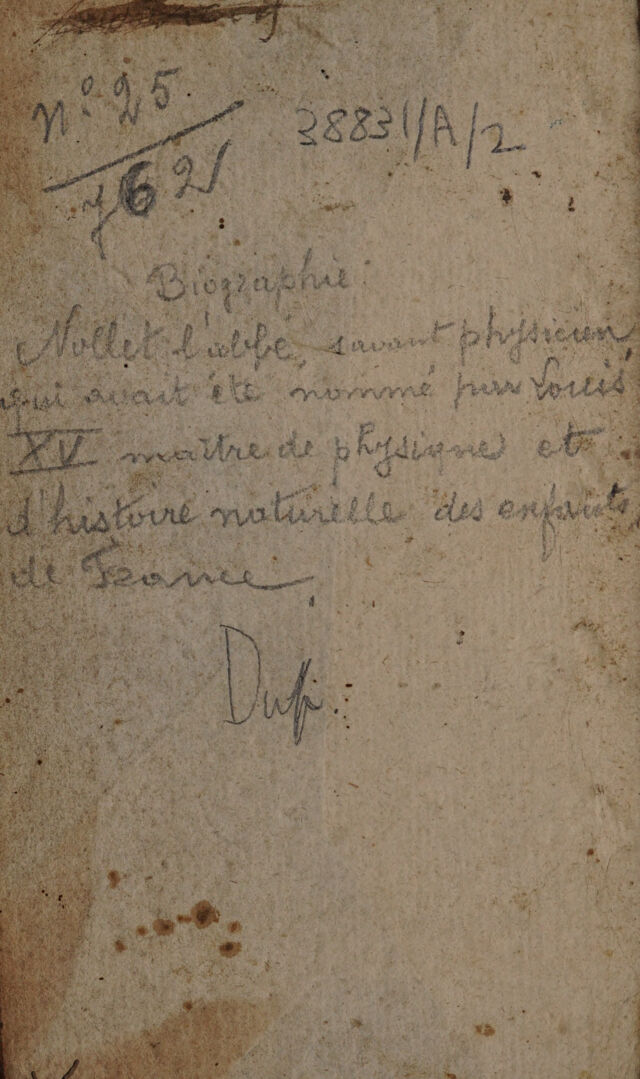 n° 25
38831/A/2
762
Biographie
Nollet l'abbé, savant physicien,
qui avait été nommé par Louis
XV maître de physique et
d'histoire naturelle des enfants
de France.
Dup.